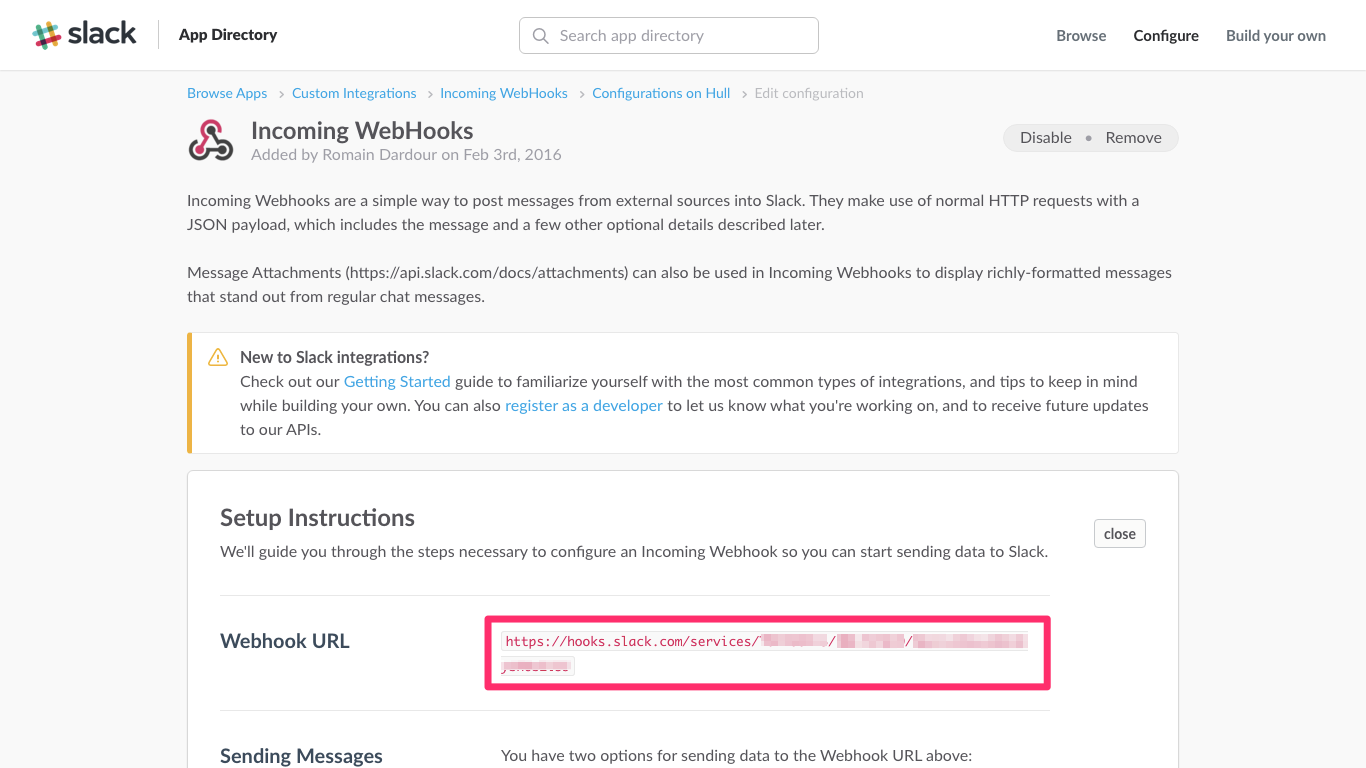 slack App Directory Search app directory Browse Configure Build your own
Browse Apps > Custom Integrations > Incoming WebHooks > Configurations on Hull > Edit configuration
Incoming WebHooks
Added by Romain Dardour on Feb 3rd, 2016
Disable • Remove
Incoming Webhooks are a simple way to post messages from external sources into Slack. They make use of normal HTTP requests with a
JSON payload, which includes the message and a few other optional details described later.
Message Attachments (https://api.slack.com/docs/attachments) can also be used in Incoming Webhooks to display richly-formatted messages
that stand out from regular chat messages.
New to Slack integrations?
Check out our Getting Started guide to familiarize yourself with the most common types of integrations, and tips to keep in mind
while building your own. You can also register as a developer to let us know what you're working on, and to receive future updates
to our APIs.
Setup Instructions
We'll guide you through the steps necessary to configure an Incoming Webhook so you can start sending data to Slack.
close
Webhook URL
https://hooks.slack.com/services/
Sending Messages
You have two options for sending data to the Webhook URL above: